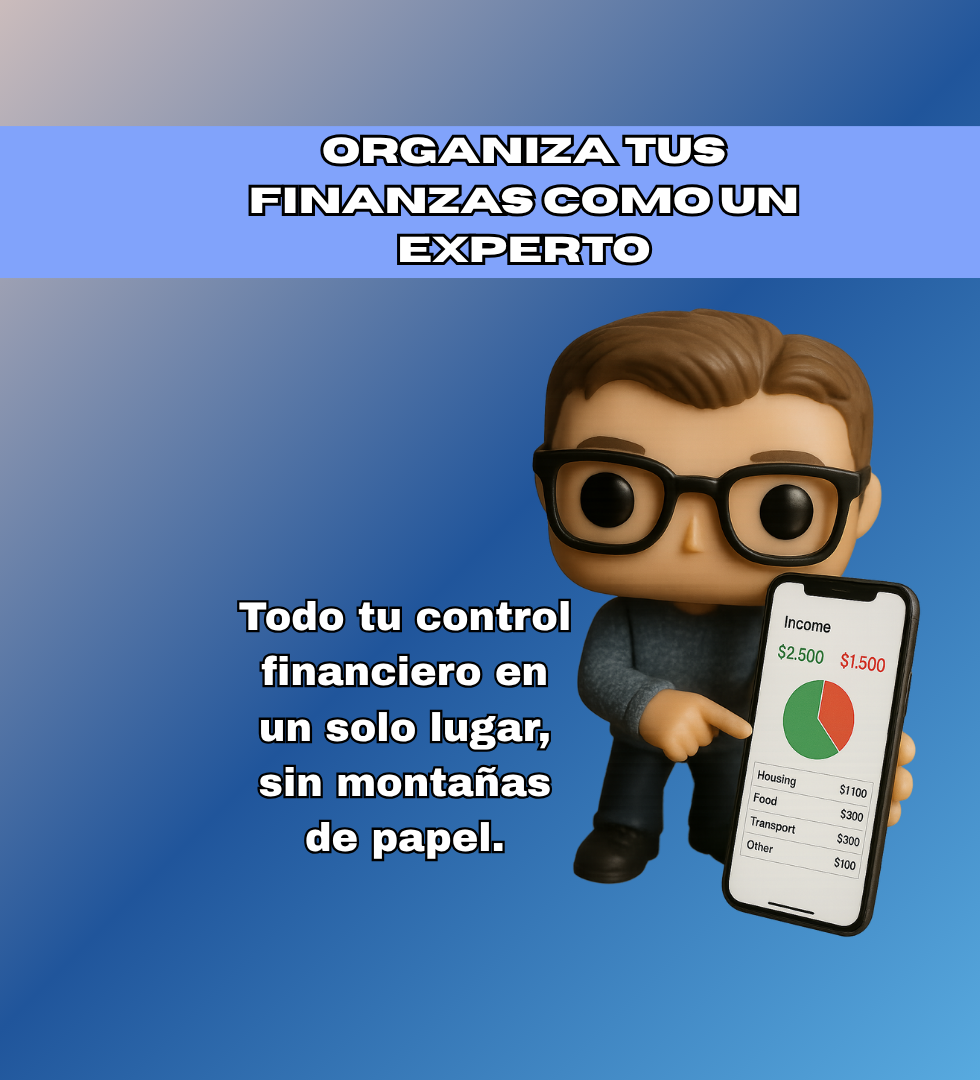 ORGANIZA TUS
FINANZAS COMO UN
EXPERTO
Todo tu control
financiero en
un solo lugar,
sin montañas
de papel.
Income
$2.500 $1.500
Housing $1100
Food $300
Transport $300
Other $100